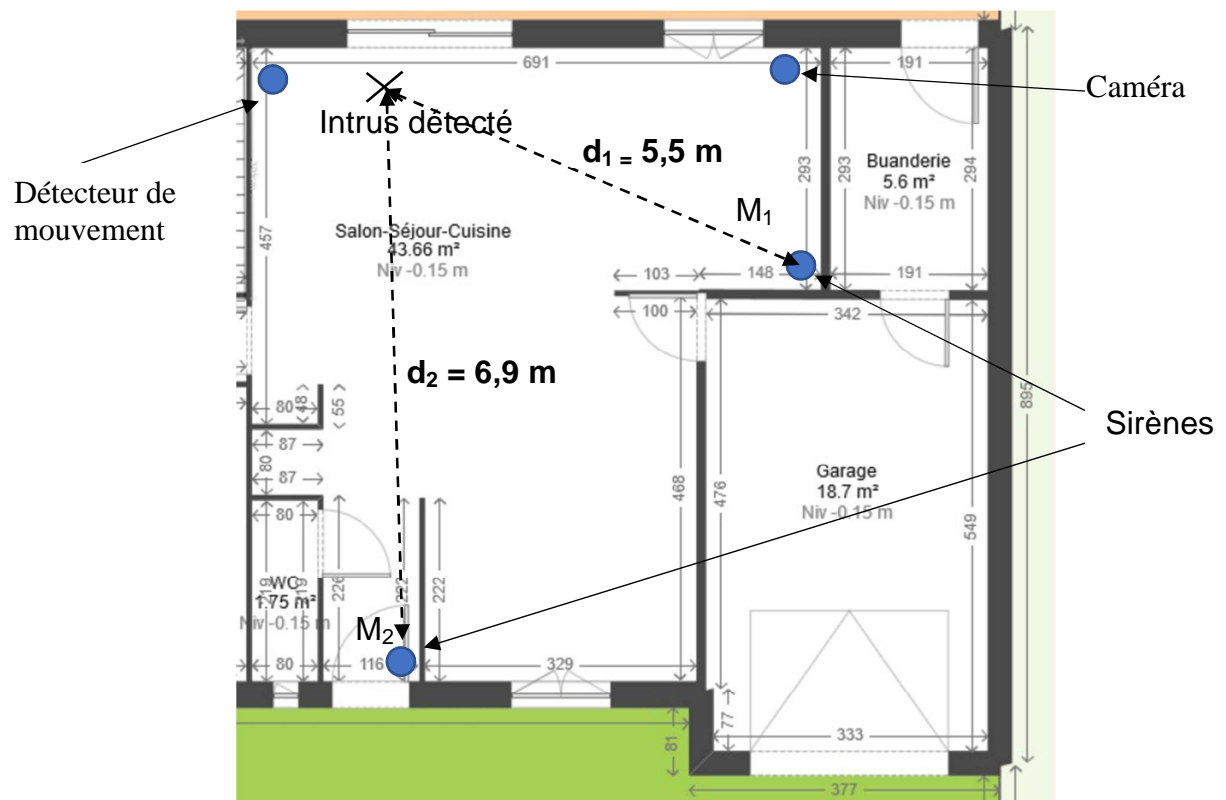 691
191
Caméra
Intrus détecté
d1 = 5,5 m
293
293
294
Buanderie
5.6 m²
Niv -0.15 m
Détecteur de
mouvement
M1
457
Salon-Séjour-Cuisine
43.66 m²
Niv -0.15 m
103
148
191
100
342
d2 = 6,9 m
895
80
48
55
Sirènes
87
80
87
468
476
Garage
18.7 m²
Niv -0.15 m
549
80
WC
1.75 m²
Niv -0.15 m
219
219
226
222
222
M2
80
116
329
77
81
333
377